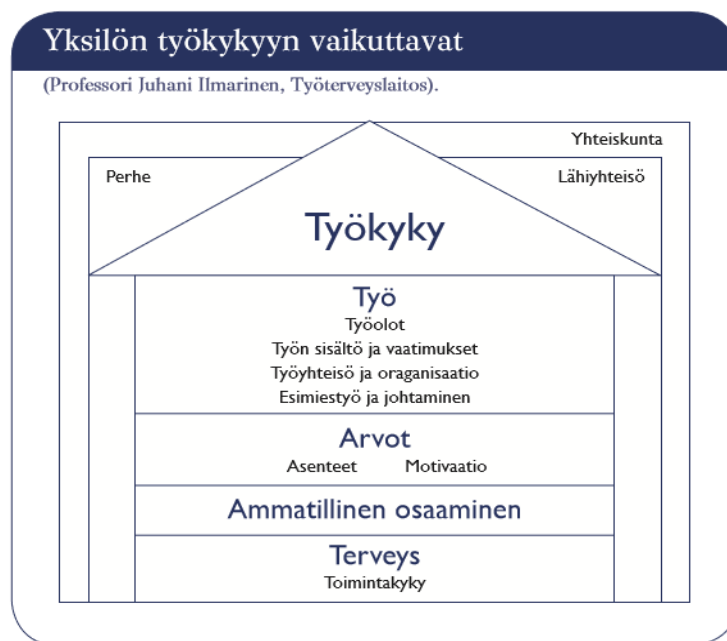 Yksilön työkykyyn vaikuttavat
(Professori Juhani Ilmarinen, Työterveyslaitos).
Yhteiskunta
Perhe
Lähiyhteisö
Työkyky
Työ
Työolot
Työn sisältö ja vaatimukset
Työyhteisö ja oraganisaatio
Esimiestyö ja johtaminen
Arvot
Asenteet Motivaatio
Ammatillinen osaaminen
Terveys
Toimintakyky